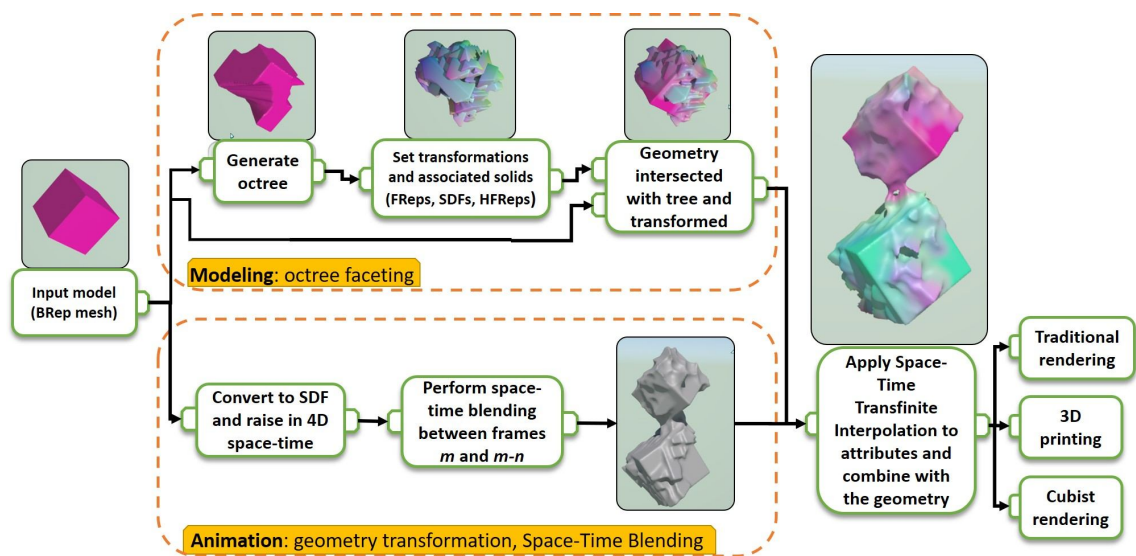 Input model
(BRep mesh)
Generate
octree
Set transformations
and associated solids
(FReps, SDFs, HFReps)
Geometry
intersected
with tree and
transformed
Modeling: octree faceting
Convert to SDF
and raise in 4D
space-time
Perform space-
time blending
between frames
m and m-n
Animation: geometry transformation, Space-Time Blending
Apply Space-
Time
Transfinite
Interpolation to
attributes and
combine with
the geometry
Traditional
rendering
3D
printing
Cubist
rendering